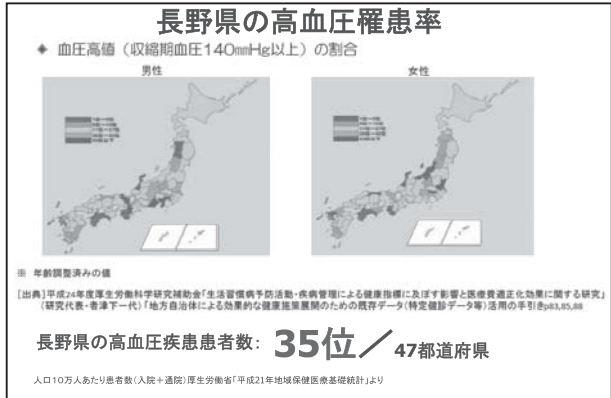 長野県の高血圧罹患率
◆ 血圧高値（収縮期血圧140mmHg以上）の割合
男性
女性
※ 年齢調整済みの値
[出典]平成24年度厚生労働科学研究補助金「生活習慣病予防活動・疾病管理による健康指標に及ぼす影響と医療費適正化効果に関する研究」
（研究代表・者津下一代）「地方自治体による効果的な健康施策展開のための既存データ（特定健診データ等）活用の手引きp83,85,88
長野県の高血圧疾患患者数： 35位／47都道府県
人口10万人あたり患者数（入院＋通院）厚生労働省「平成21年地域保健医療基礎統計」より